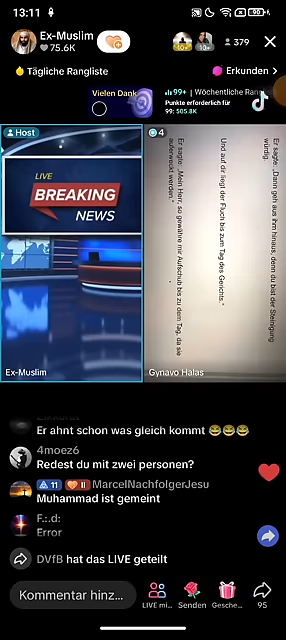 13:11
90
Ex-Muslim
75.6K
10+
10+
379
Tägliche Rangliste
Erkunden
Vielen Dank
99+ | Wöchentliche Rang
Punkte erforderlich für
99: 505.8K
Host
LIVE
BREAKING
NEWS
Ex-Muslim
4
Er sagte: „Dann geh aus ihm hinaus, denn du bist der Steinigung
würdig.
Und auf dir liegt der Fluch bis zum Tag des Gerichts."
Er sagte: „Mein Herr, so gewähre mir Aufschub bis zu dem Tag, da sie
auferweckt werden."
Gynavo Halas
Er ahnt schon was gleich kommt 😂😂😂
4moez6
Redest du mit zwei personen?
11 II MarcelNachfolgerJesu
Muhammad ist gemeint
F.:.d:
Error
DVfB hat das LIVE geteilt
Kommentar hinz...
LIVE mi...
Senden
Gesche...
95